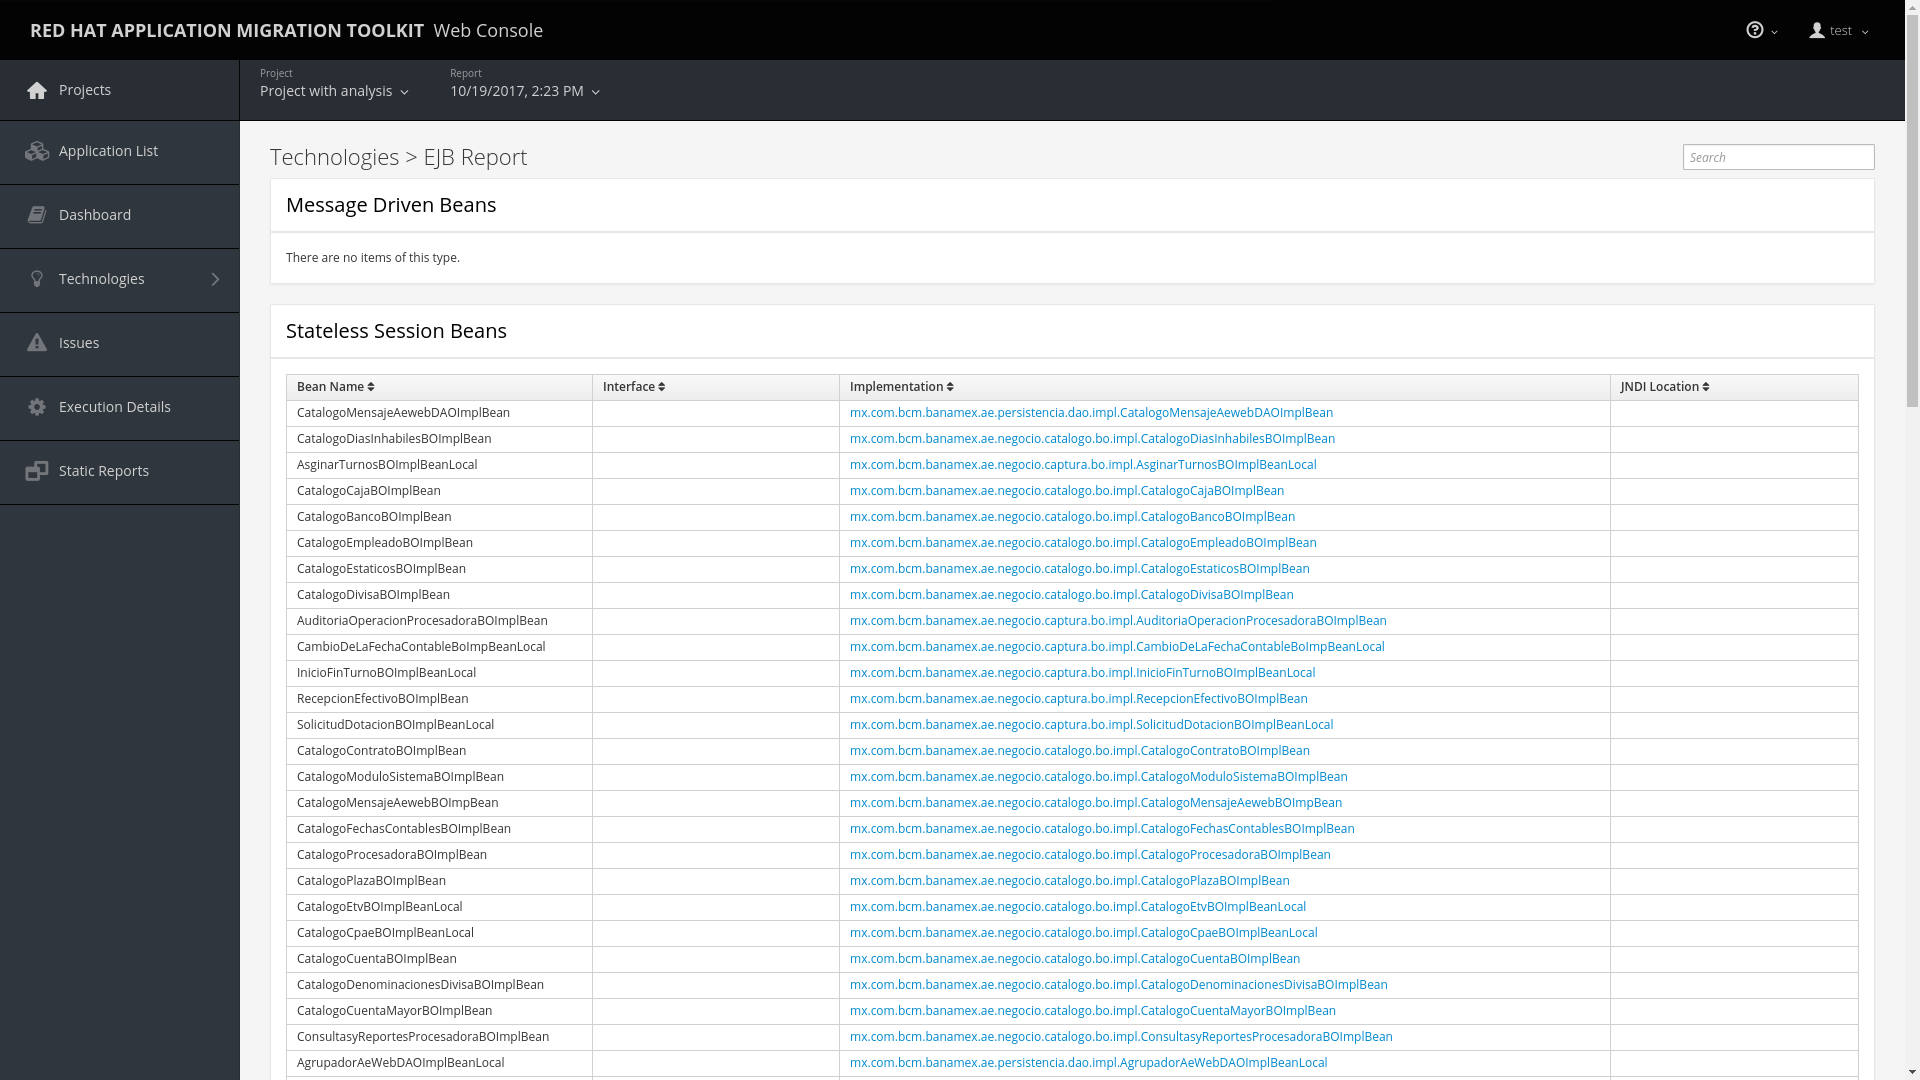 RED HAT APPLICATION MIGRATION TOOLKIT Web Console
test
Projects
Project
Project with analysis
Report
10/19/2017, 2:23 PM
Application List
Dashboard
Technologies
Issues
Execution Details
Static Reports
Technologies > EJB Report
Search
Message Driven Beans
There are no items of this type.
Stateless Session Beans
Bean Name Interface Implementation JNDI Location
CatalogoMensajeAewebDAOImplBean mx.com.bcm.banamex.ae.persistencia.dao.impl.CatalogoMensajeAewebDAOImplBean
CatalogoDiasInhabilesBOImplBean mx.com.bcm.banamex.ae.negocio.catalogo.bo.impl.CatalogoDiasInhabilesBOImplBean
AsginarTurnosBOImplBeanLocal mx.com.bcm.banamex.ae.negocio.captura.bo.impl.AsginarTurnosBOImplBeanLocal
CatalogoCajaBOImplBean mx.com.bcm.banamex.ae.negocio.catalogo.bo.impl.CatalogoCajaBOImplBean
CatalogoBancoBOImplBean mx.com.bcm.banamex.ae.negocio.catalogo.bo.impl.CatalogoBancoBOImplBean
CatalogoEmpleadoBOImplBean mx.com.bcm.banamex.ae.negocio.catalogo.bo.impl.CatalogoEmpleadoBOImplBean
CatalogoEstaticosBOImplBean mx.com.bcm.banamex.ae.negocio.catalogo.bo.impl.CatalogoEstaticosBOImplBean
CatalogoDivisaBOImplBean mx.com.bcm.banamex.ae.negocio.catalogo.bo.impl.CatalogoDivisaBOImplBean
AuditoriaOperacionProcesadoraBOImplBean mx.com.bcm.banamex.ae.negocio.captura.bo.impl.AuditoriaOperacionProcesadoraBOImplBean
CambioDeLaFechaContableBoImpBeanLocal mx.com.bcm.banamex.ae.negocio.captura.bo.impl.CambioDeLaFechaContableBoImpBeanLocal
InicioFinTurnoBOImplBeanLocal mx.com.bcm.banamex.ae.negocio.captura.bo.impl.InicioFinTurnoBOImplBeanLocal
RecepcionEfectivoBOImplBean mx.com.bcm.banamex.ae.negocio.captura.bo.impl.RecepcionEfectivoBOImplBean
SolicitudDotacionBOImplBeanLocal mx.com.bcm.banamex.ae.negocio.captura.bo.impl.SolicitudDotacionBOImplBeanLocal
CatalogoContratoBOImplBean mx.com.bcm.banamex.ae.negocio.catalogo.bo.impl.CatalogoContratoBOImplBean
CatalogoModuloSistemaBOImplBean mx.com.bcm.banamex.ae.negocio.catalogo.bo.impl.CatalogoModuloSistemaBOImplBean
CatalogoMensajeAewebBOImpBean mx.com.bcm.banamex.ae.negocio.catalogo.bo.impl.CatalogoMensajeAewebBOImpBean
CatalogoFechasContablesBOImplBean mx.com.bcm.banamex.ae.negocio.catalogo.bo.impl.CatalogoFechasContablesBOImplBean
CatalogoProcesadoraBOImplBean mx.com.bcm.banamex.ae.negocio.catalogo.bo.impl.CatalogoProcesadoraBOImplBean
CatalogoPlazaBOImplBean mx.com.bcm.banamex.ae.negocio.catalogo.bo.impl.CatalogoPlazaBOImplBean
CatalogoEtvBOImplBeanLocal mx.com.bcm.banamex.ae.negocio.catalogo.bo.impl.CatalogoEtvBOImplBeanLocal
CatalogoCpaeBOImplBeanLocal mx.com.bcm.banamex.ae.negocio.catalogo.bo.impl.CatalogoCpaeBOImplBeanLocal
CatalogoCuentaBOImplBean mx.com.bcm.banamex.ae.negocio.catalogo.bo.impl.CatalogoCuentaBOImplBean
CatalogoDenominacionesDivisaBOImplBean mx.com.bcm.banamex.ae.negocio.catalogo.bo.impl.CatalogoDenominacionesDivisaBOImplBean
CatalogoCuentaMayorBOImplBean mx.com.bcm.banamex.ae.negocio.catalogo.bo.impl.CatalogoCuentaMayorBOImplBean
ConsultasyReportesProcesadoraBOImplBean mx.com.bcm.banamex.ae.negocio.catalogo.bo.impl.ConsultasyReportesProcesadoraBOImplBean
AgrupadorAeWebDAOImplBeanLocal mx.com.bcm.banamex.ae.persistencia.dao.impl.AgrupadorAeWebDAOImplBeanLocal